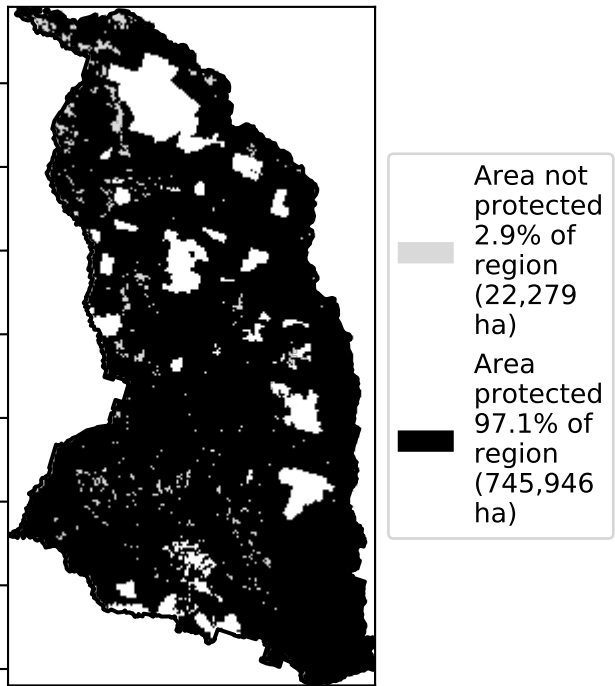 Area not
protected
2.9% of
region
(22,279
ha)
Area
protected
97.1% of
region
(745,946
ha)